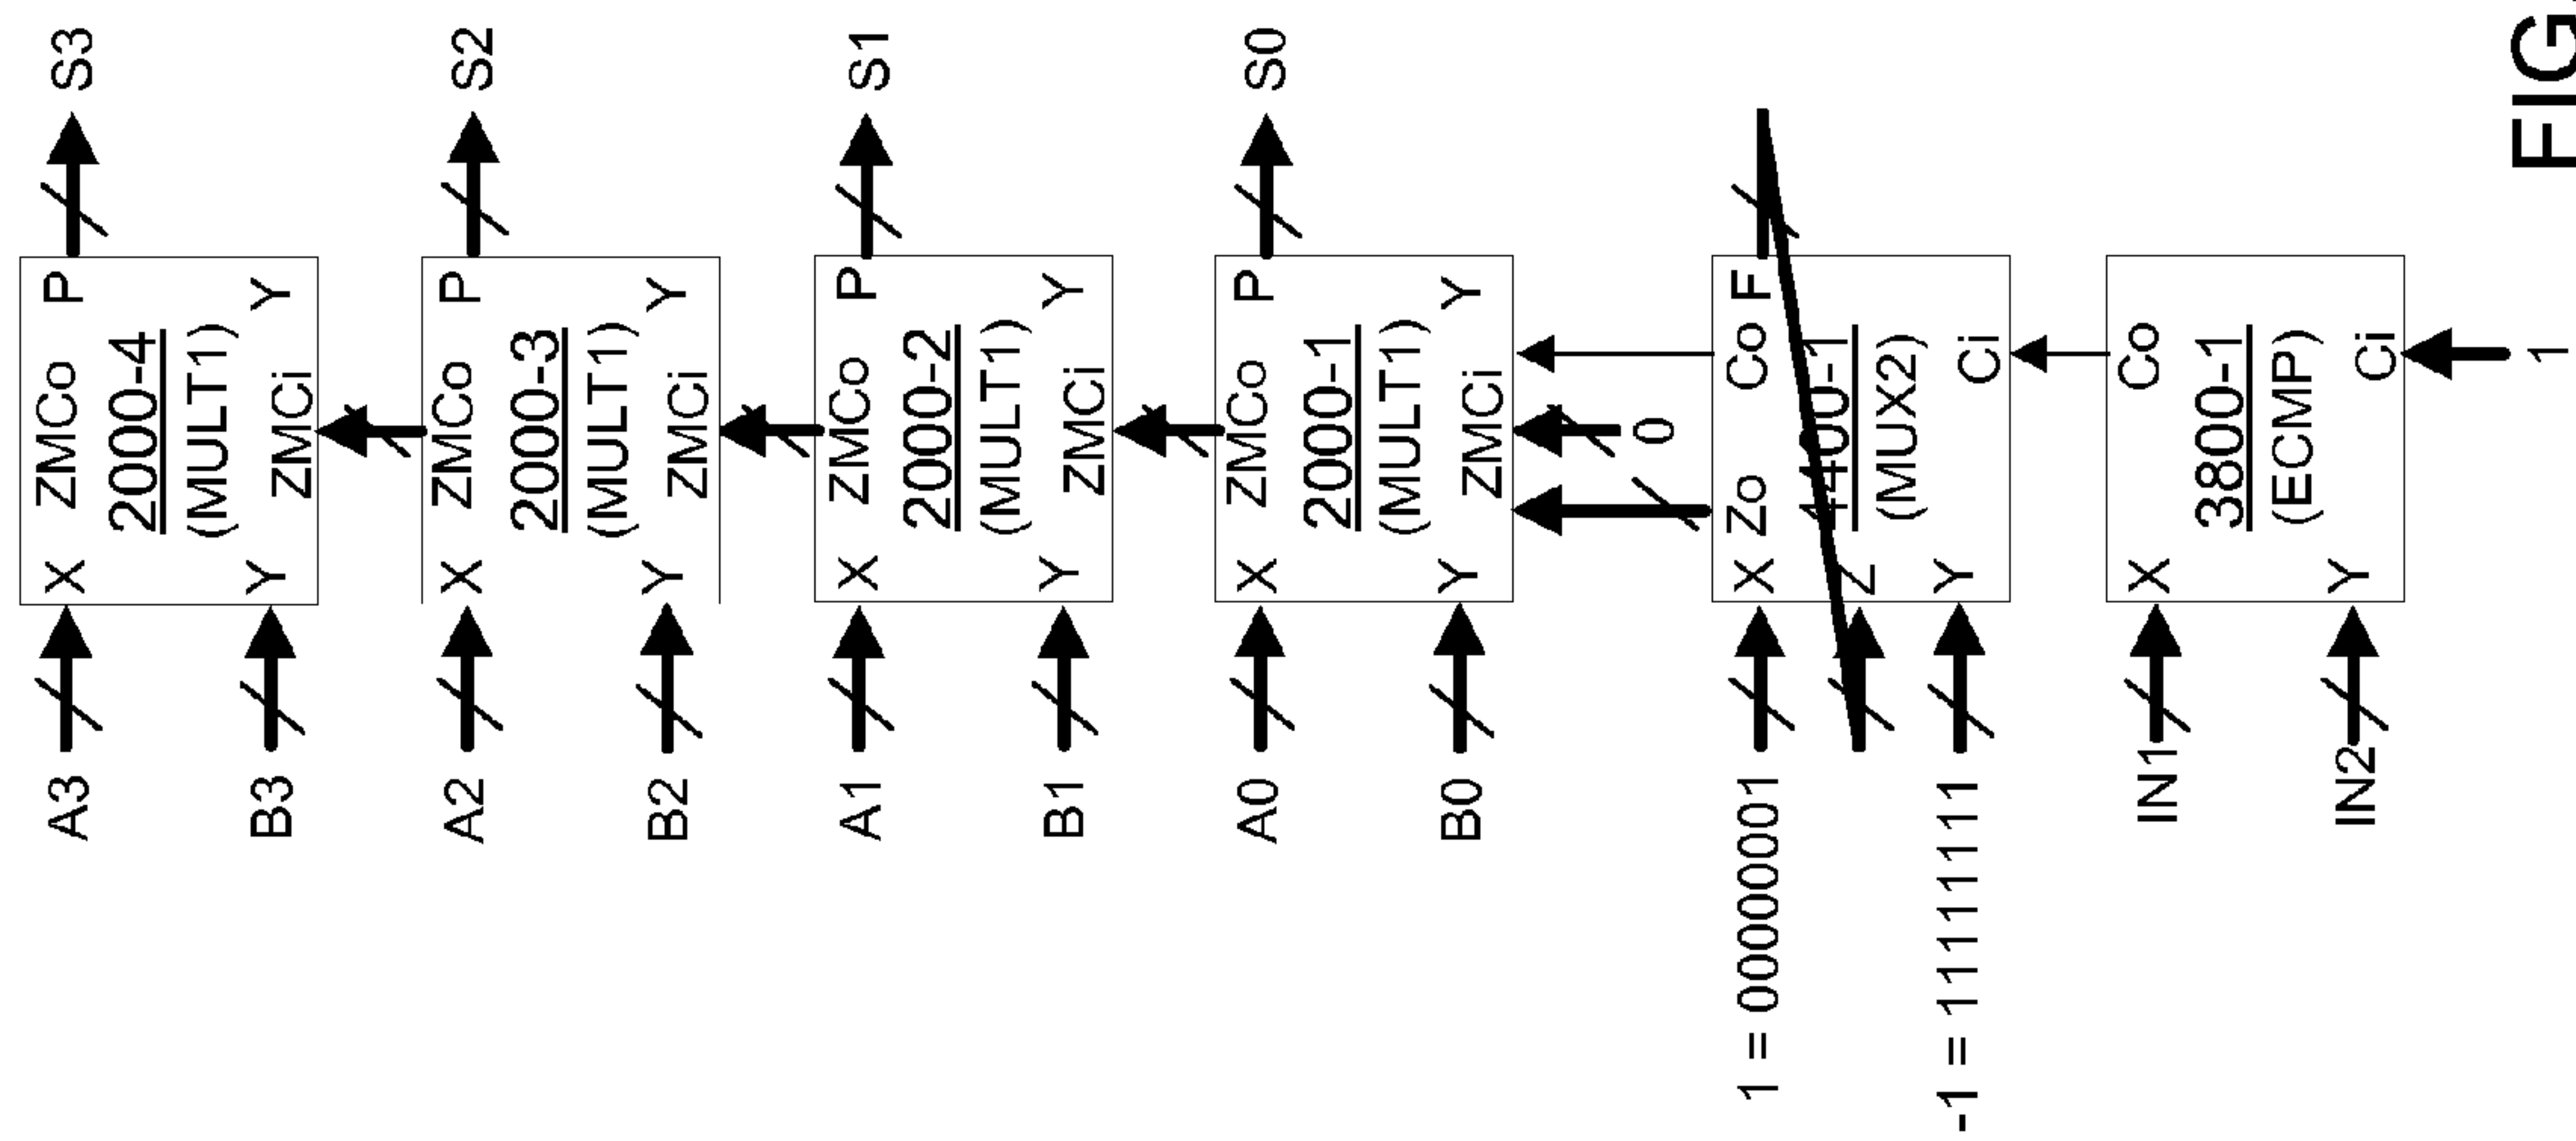 A3 X ZMCo P S3
2000-4
(MULT1)
B3 Y ZMCi Y
A2 X ZMCo P S2
2000-3
(MULT1)
B2 Y ZMCi Y
A1 X ZMCo P S1
2000-2
(MULT1)
B1 Y ZMCi Y
A0 X ZMCo P S0
2000-1
(MULT1)
B0 Y ZMCi Y
0
1 = 00000001 X Zo Co F
Z 4400-1
(MUX2)
-1 = 11111111 Y Ci
IN1 X Co
3800-1
(ECMP)
IN2 Y Ci
1
FIG.